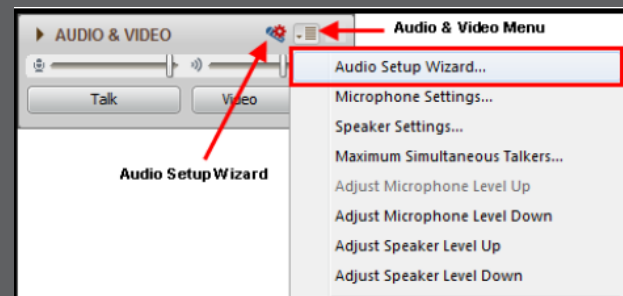 AUDIO & VIDEO
Audio & Video Menu
Talk
Video
Audio Setup Wizard
Audio Setup Wizard...
Microphone Settings...
Speaker Settings...
Maximum Simultaneous Talkers...
Adjust Microphone Level Up
Adjust Microphone Level Down
Adjust Speaker Level Up
Adjust Speaker Level Down